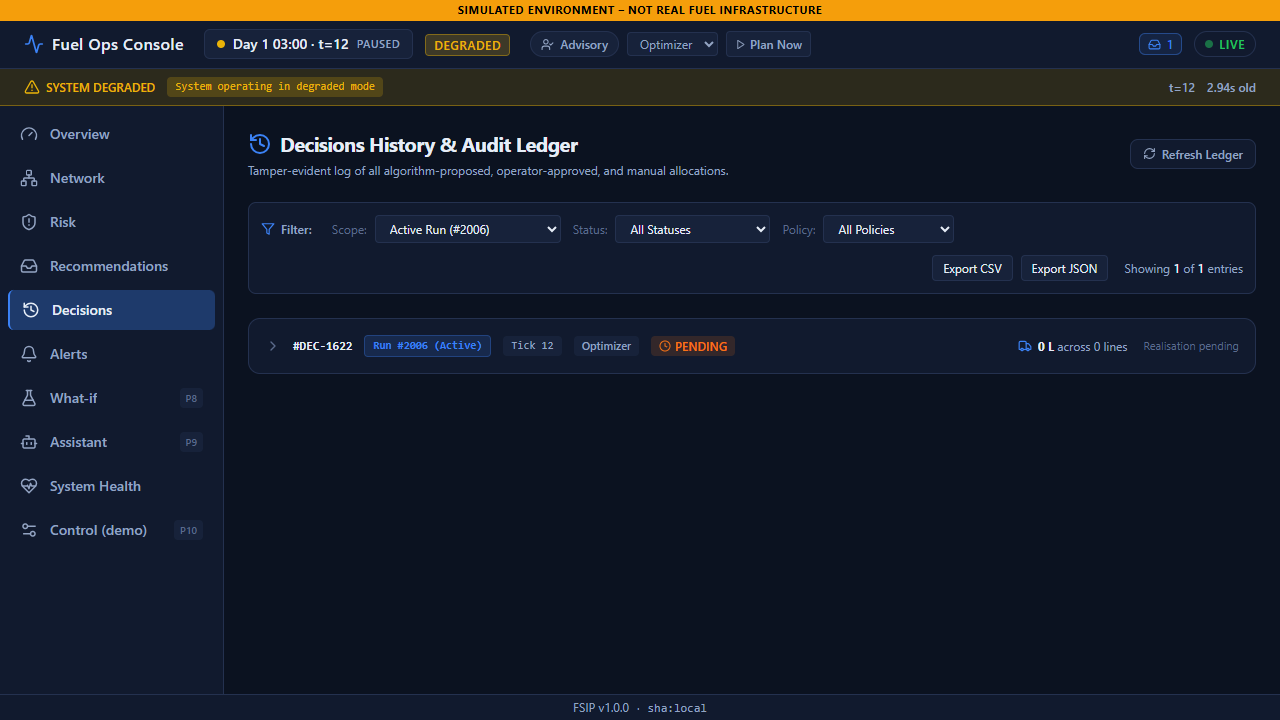 SIMULATED ENVIRONMENT – NOT REAL FUEL INFRASTRUCTURE
Fuel Ops Console
Day 1 03:00 · t=12 PAUSED
DEGRADED
Advisory
Optimizer
Plan Now
1
LIVE
SYSTEM DEGRADED
System operating in degraded mode
t=12 2.94s old
Overview
Network
Risk
Recommendations
Decisions
Alerts
What-if P8
Assistant P9
System Health
Control (demo) P10
Decisions History & Audit Ledger
Tamper-evident log of all algorithm-proposed, operator-approved, and manual allocations.
Refresh Ledger
Filter: Scope: Active Run (#2006) Status: All Statuses Policy: All Policies
Export CSV Export JSON Showing 1 of 1 entries
#DEC-1622 Run #2006 (Active) Tick 12 Optimizer PENDING 0 L across 0 lines Realisation pending
FSIP v1.0.0 · sha:local